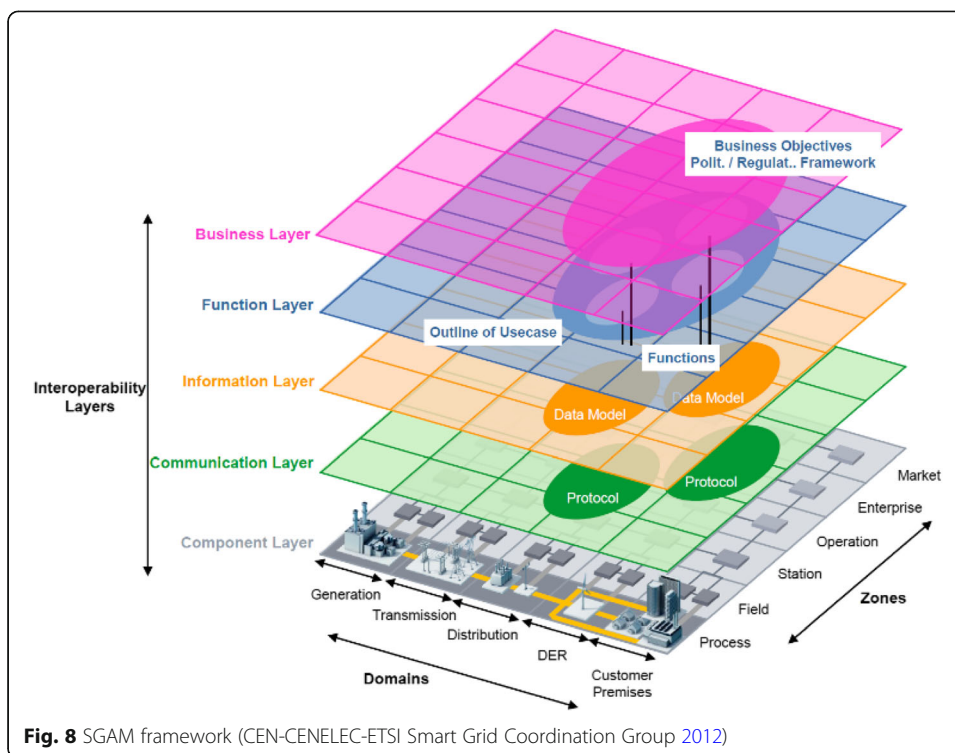 Business Objectives
Polit. / Regulat.. Framework
Business Layer
Function Layer
Outline of Usecase
Functions
Interoperability
Layers
Information Layer
Data Model
Data Model
Communication Layer
Protocol
Protocol
Component Layer
Market
Enterprise
Operation
Station
Field
Process
Zones
Generation
Transmission
Distribution
DER
Customer
Premises
Domains
Fig. 8 SGAM framework (CEN-CENELEC-ETSI Smart Grid Coordination Group 2012)